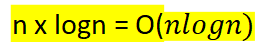 n x logn = O(nlogn)